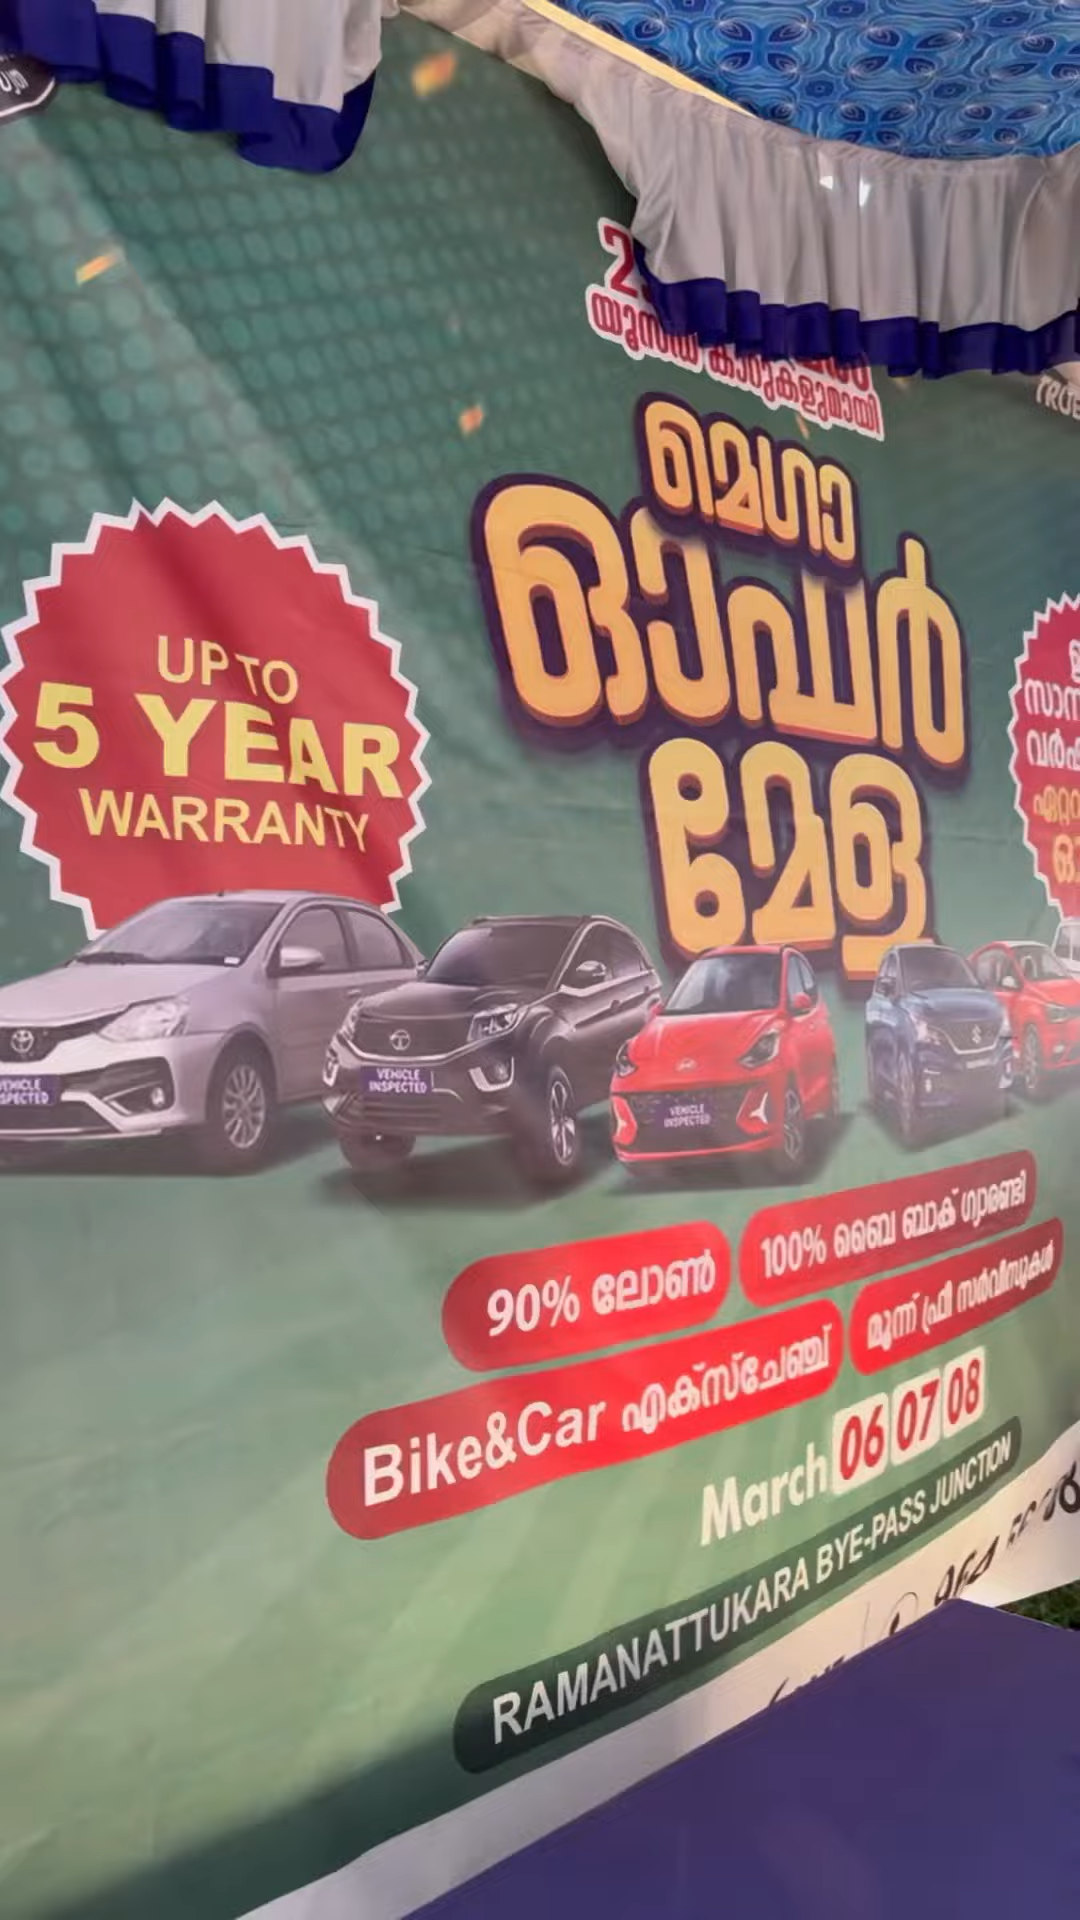 യൂസ്ഡ് കാറുകളുമായി
മെഗാ
ഓഫർ
മേള
UP TO
5 YEAR
WARRANTY
VEHICLE
INSPECTED
VEHICLE
INSPECTED
VEHICLE
INSPECTED
90% ലോൺ
100% ബൈ ബാക് ഗ്യാരണ്ടി
Bike&Car എക്സ്ചേഞ്ച്
മൂന്ന് ഫ്രീ സർവീസുകൾ
March 06 07 08
RAMANATTUKARA BYE-PASS JUNCTION